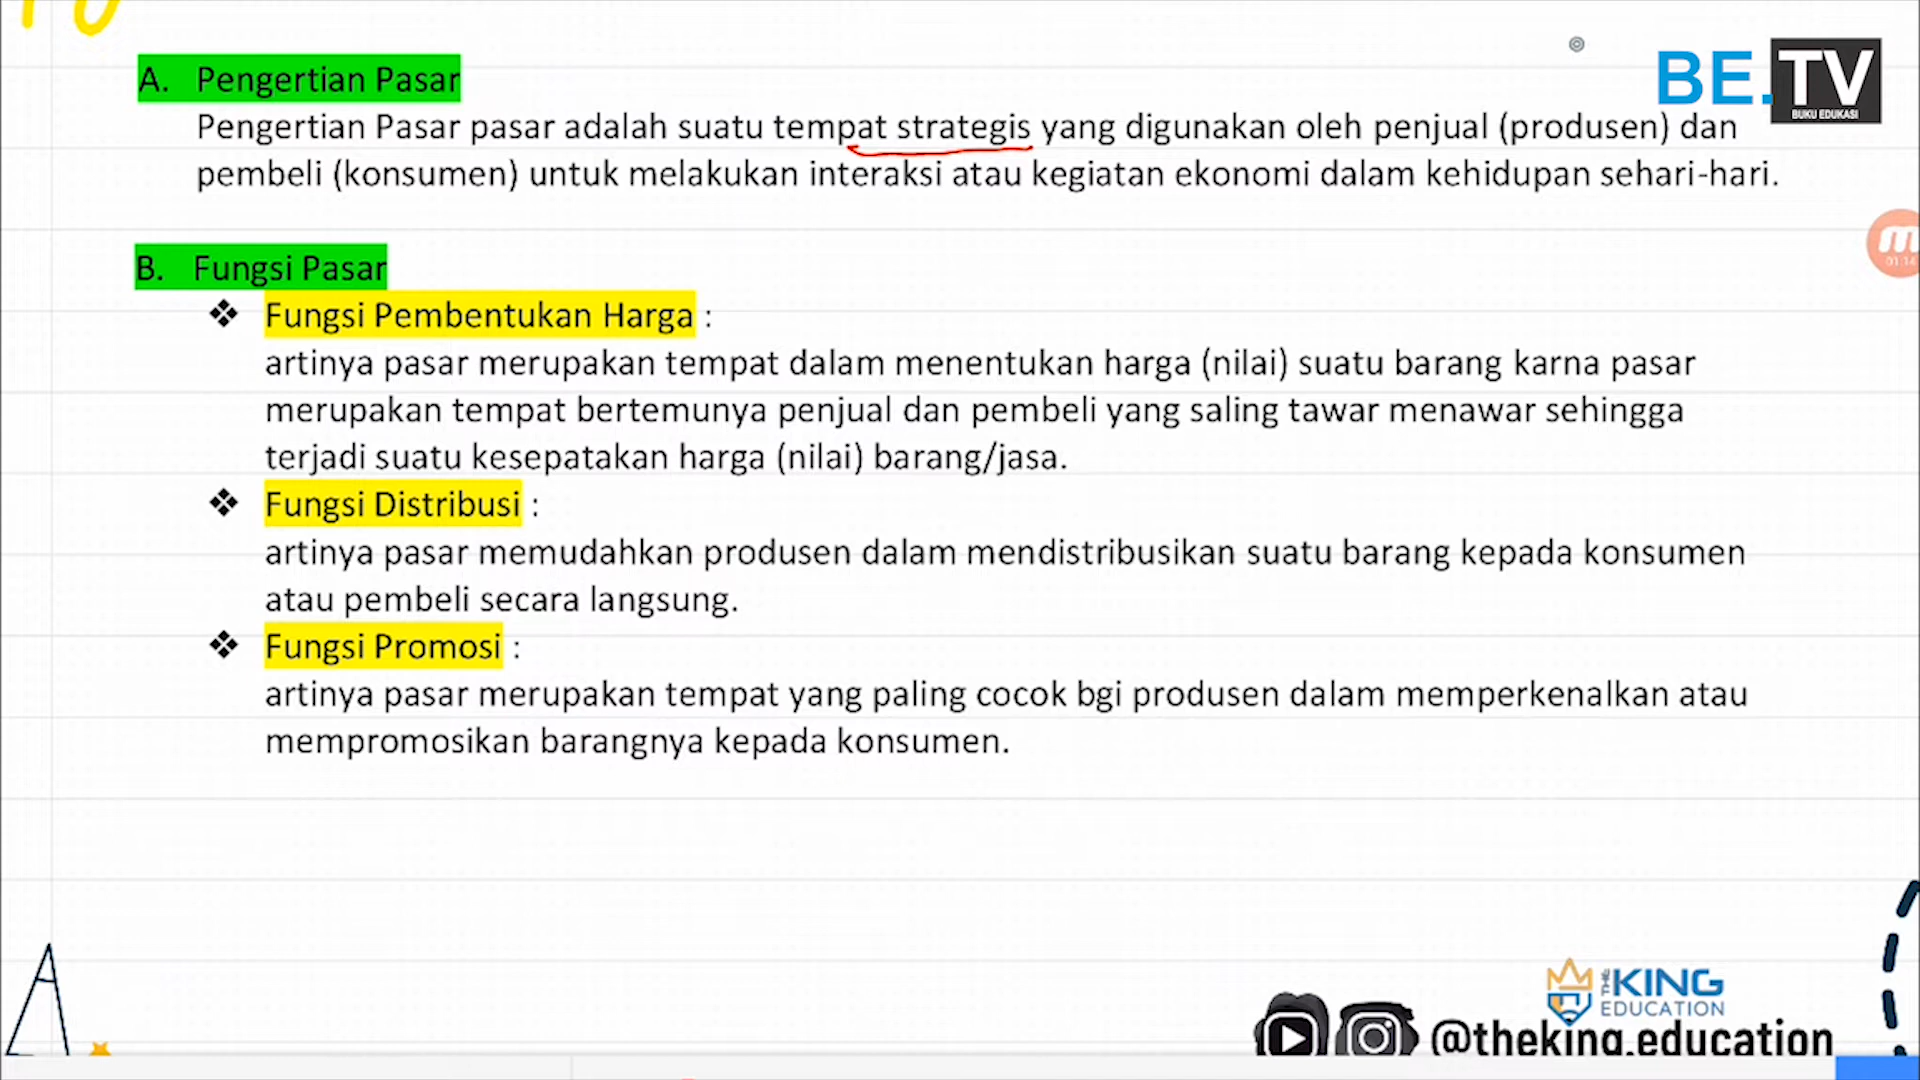 BE.TV
BUKU EDUKASI
A. Pengertian Pasar
Pengertian Pasar pasar adalah suatu tempat strategis yang digunakan oleh penjual (produsen) dan
pembeli (konsumen) untuk melakukan interaksi atau kegiatan ekonomi dalam kehidupan sehari-hari.
01:14
B. Fungsi Pasar
❖ Fungsi Pembentukan Harga :
artinya pasar merupakan tempat dalam menentukan harga (nilai) suatu barang karna pasar
merupakan tempat bertemunya penjual dan pembeli yang saling tawar menawar sehingga
terjadi suatu kesepatakan harga (nilai) barang/jasa.
❖ Fungsi Distribusi :
artinya pasar memudahkan produsen dalam mendistribusikan suatu barang kepada konsumen
atau pembeli secara langsung.
❖ Fungsi Promosi :
artinya pasar merupakan tempat yang paling cocok bgi produsen dalam memperkenalkan atau
mempromosikan barangnya kepada konsumen.
A
THE KING
EDUCATION
@theking.education